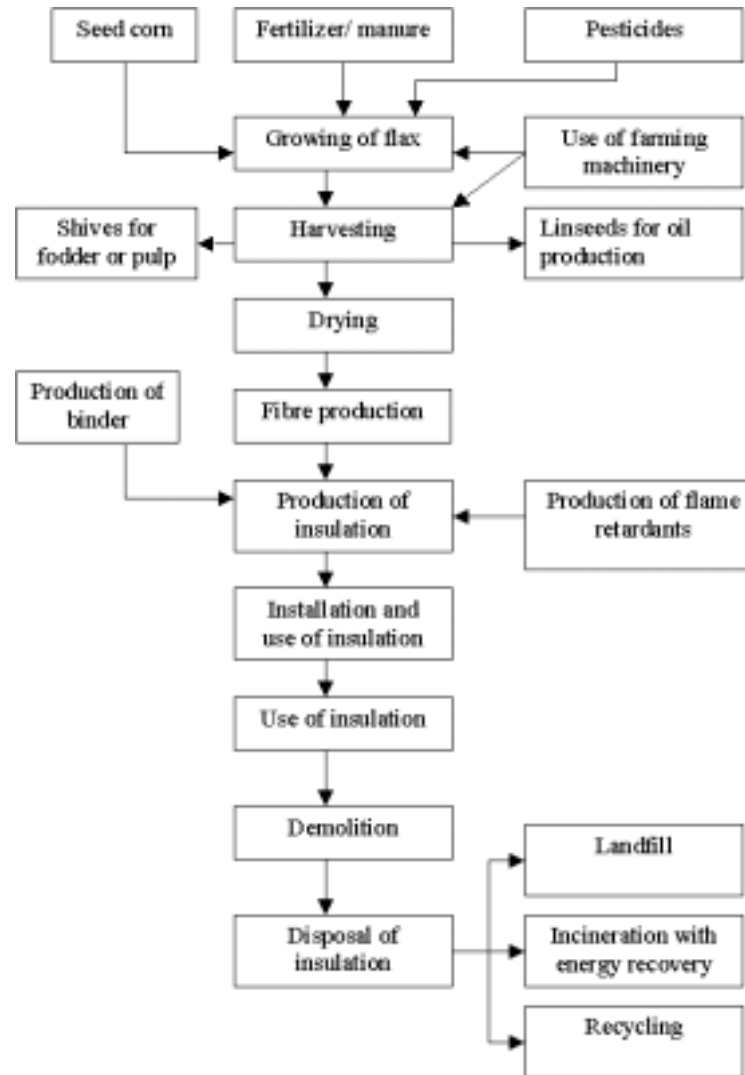 Seed corn
Fertilizer/ manure
Pesticides
Growing of flax
Use of farming
machinery
Shives for
fodder or pulp
Harvesting
Linseeds for oil
production
Drying
Production of
binder
Fibre production
Production of
insulation
Production of flame
retardants
Installation and
use of insulation
Use of insulation
Demolition
Landfill
Disposal of
insulation
Incineration with
energy recovery
Recycling